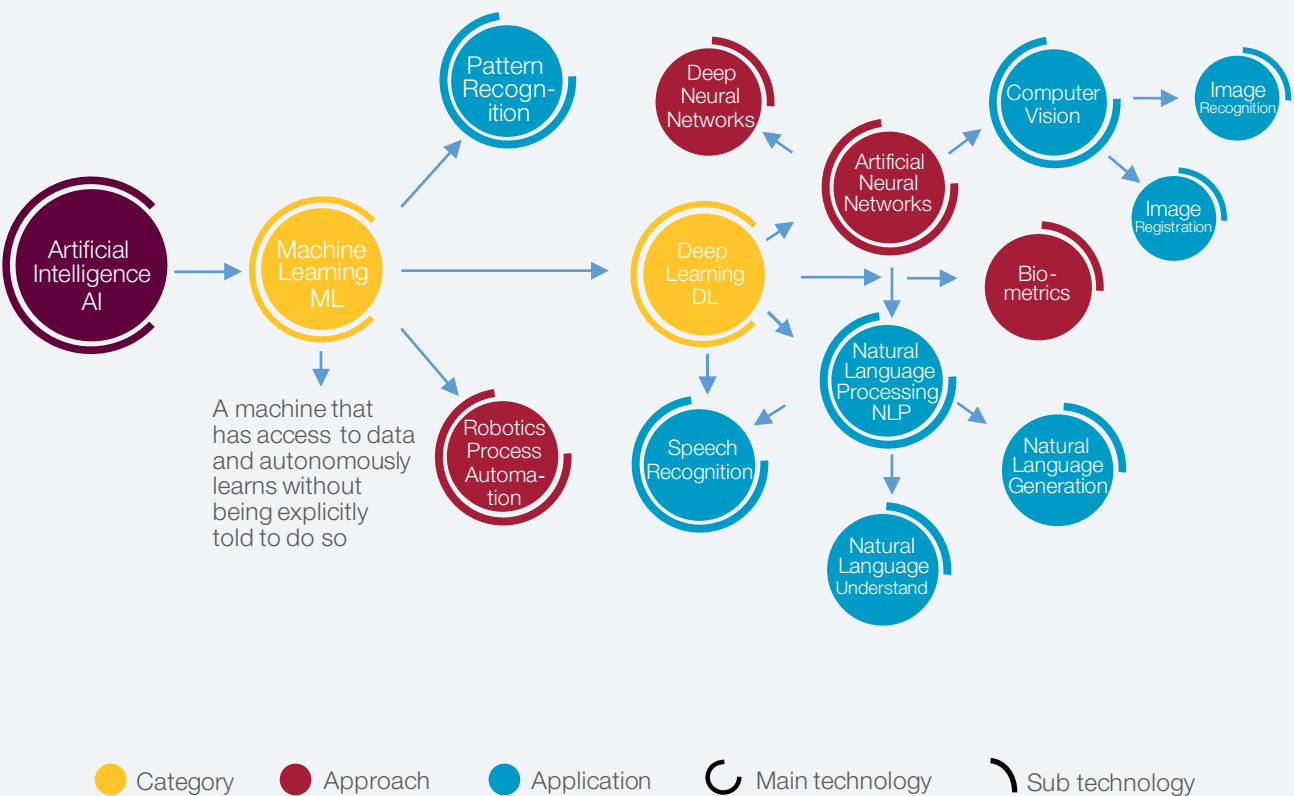 Artificial
Intelligence
AI
Machine
Learning
ML
A machine that
has access to data
and autonomously
learns without
being explicitly
told to do so
Pattern
Recogn-
ition
Robotics
Process
Automa-
tion
Deep
Learning
DL
Deep
Neural
Networks
Artificial
Neural
Networks
Computer
Vision
Image
Recognition
Image
Registration
Bio-
metrics
Natural
Language
Processing
NLP
Speech
Recognition
Natural
Language
Generation
Natural
Language
Understand
Category
Approach
Application
Main technology
Sub technology